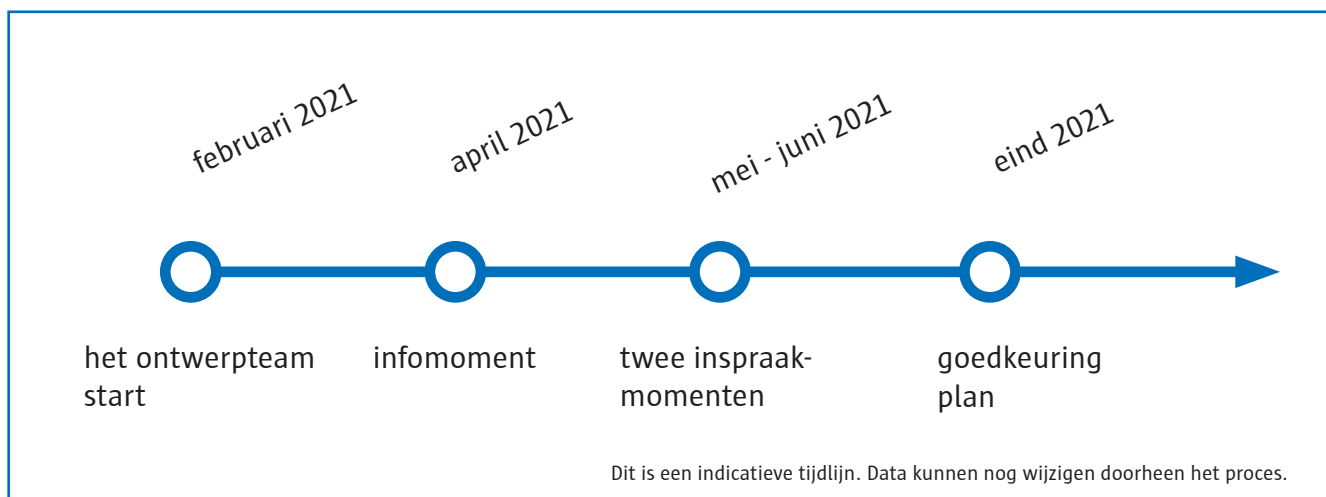 februari 2021
april 2021
mei - juni 2021
eind 2021
het ontwerpteam
start
infomoment
twee inspraak-
momenten
goedkeuring
plan
Dit is een indicatieve tijdlijn. Data kunnen nog wijzigen doorheen het proces.